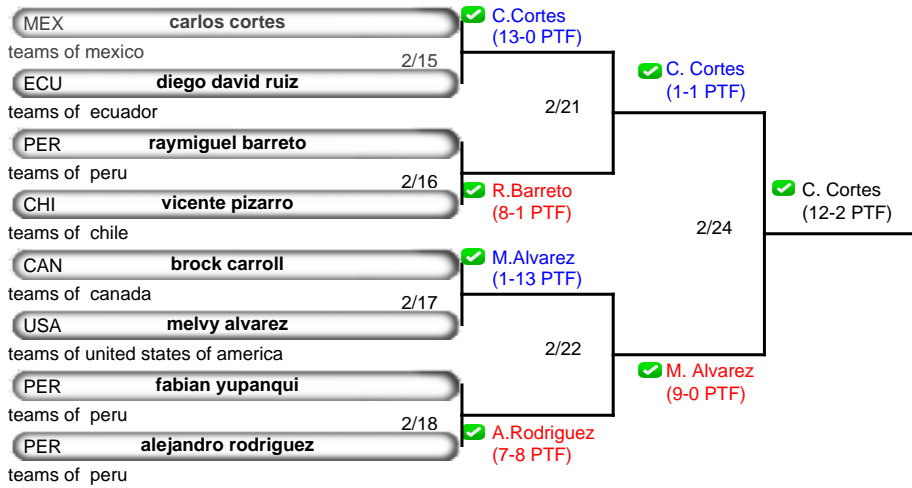 MEX carlos cortes
teams of mexico
2/15
ECU diego david ruiz
teams of ecuador
PER raymiguel barreto
teams of peru
2/16
CHI vicente pizarro
teams of chile
CAN brock carroll
teams of canada
2/17
USA melvy alvarez
teams of united states of america
PER fabian yupanqui
teams of peru
2/18
PER alejandro rodriguez
teams of peru
C.Cortes
(13-0 PTF)
2/21
R.Barreto
(8-1 PTF)
M.Alvarez
(1-13 PTF)
2/22
A.Rodriguez
(7-8 PTF)
C. Cortes
(1-1 PTF)
2/24
M. Alvarez
(9-0 PTF)
C. Cortes
(12-2 PTF)